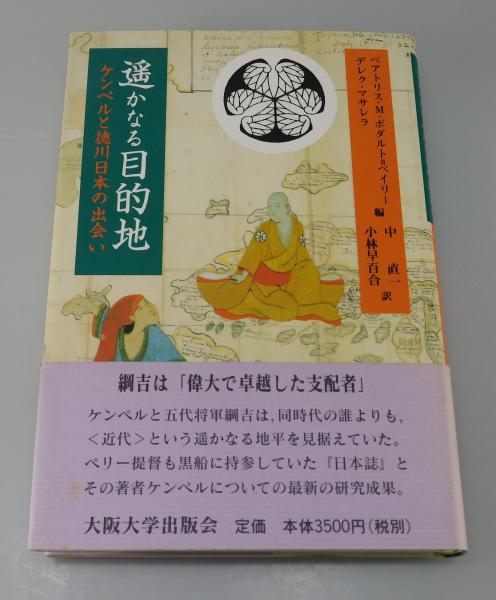 遥かなる目的地
ケンペルと徳川日本の出会い
ベアトリス・M・ボダルト=ベイリー
デレク・マサレラ
編
中 直一
小林早百合
訳
綱吉は「偉大で卓越した支配者」
ケンペルと五代将軍綱吉は,同時代の誰よりも,
<近代>という遥かなる地平を見据えていた。
ペリー提督も黒船に持参していた『日本誌』と
その著者ケンペルについての最新の研究成果。
大阪大学出版会 定価 本体3500円(税別)